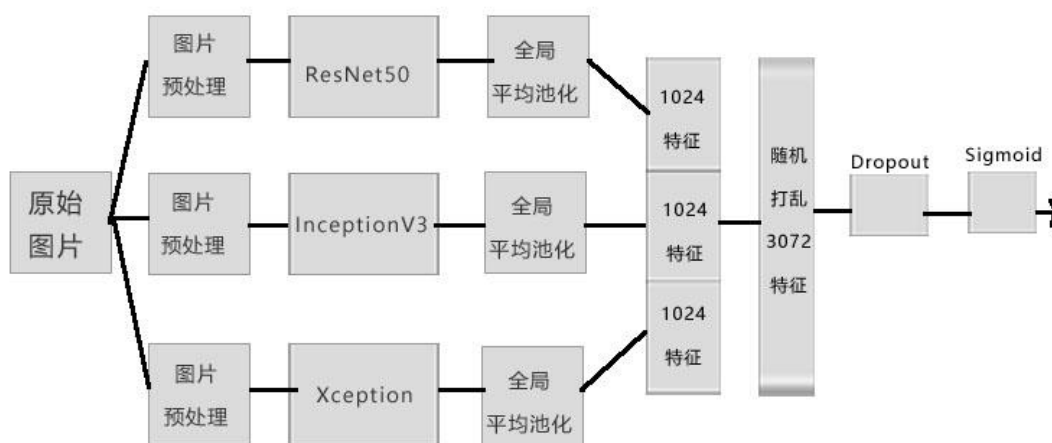 原始
图片
图片
预处理
ResNet50
全局
平均池化
图片
预处理
InceptionV3
全局
平均池化
图片
预处理
Xception
全局
平均池化
1024
特征
1024
特征
1024
特征
随机
打乱
3072
特征
Dropout
Sigmoid